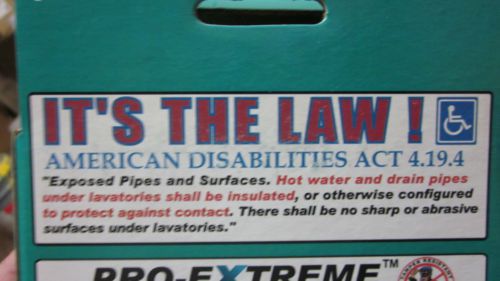 IT'S THE LAW !
AMERICAN DISABILITIES ACT 4.19.4
"Exposed Pipes and Surfaces. Hot water and drain pipes
under lavatories shall be insulated, or otherwise configured
to protect against contact. There shall be no sharp or abrasive
surfaces under lavatories."
PRO-EXTREME™
TAMPER RESISTANT